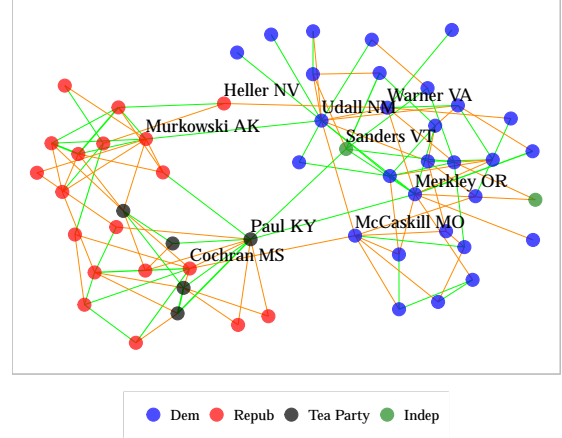 Heller NV
Warner VA
Udall NM
Murkowski AK
Sanders VT
Merkley OR
Paul KY
McCaskill MO
Cochran MS
Dem Repub Tea Party Indep